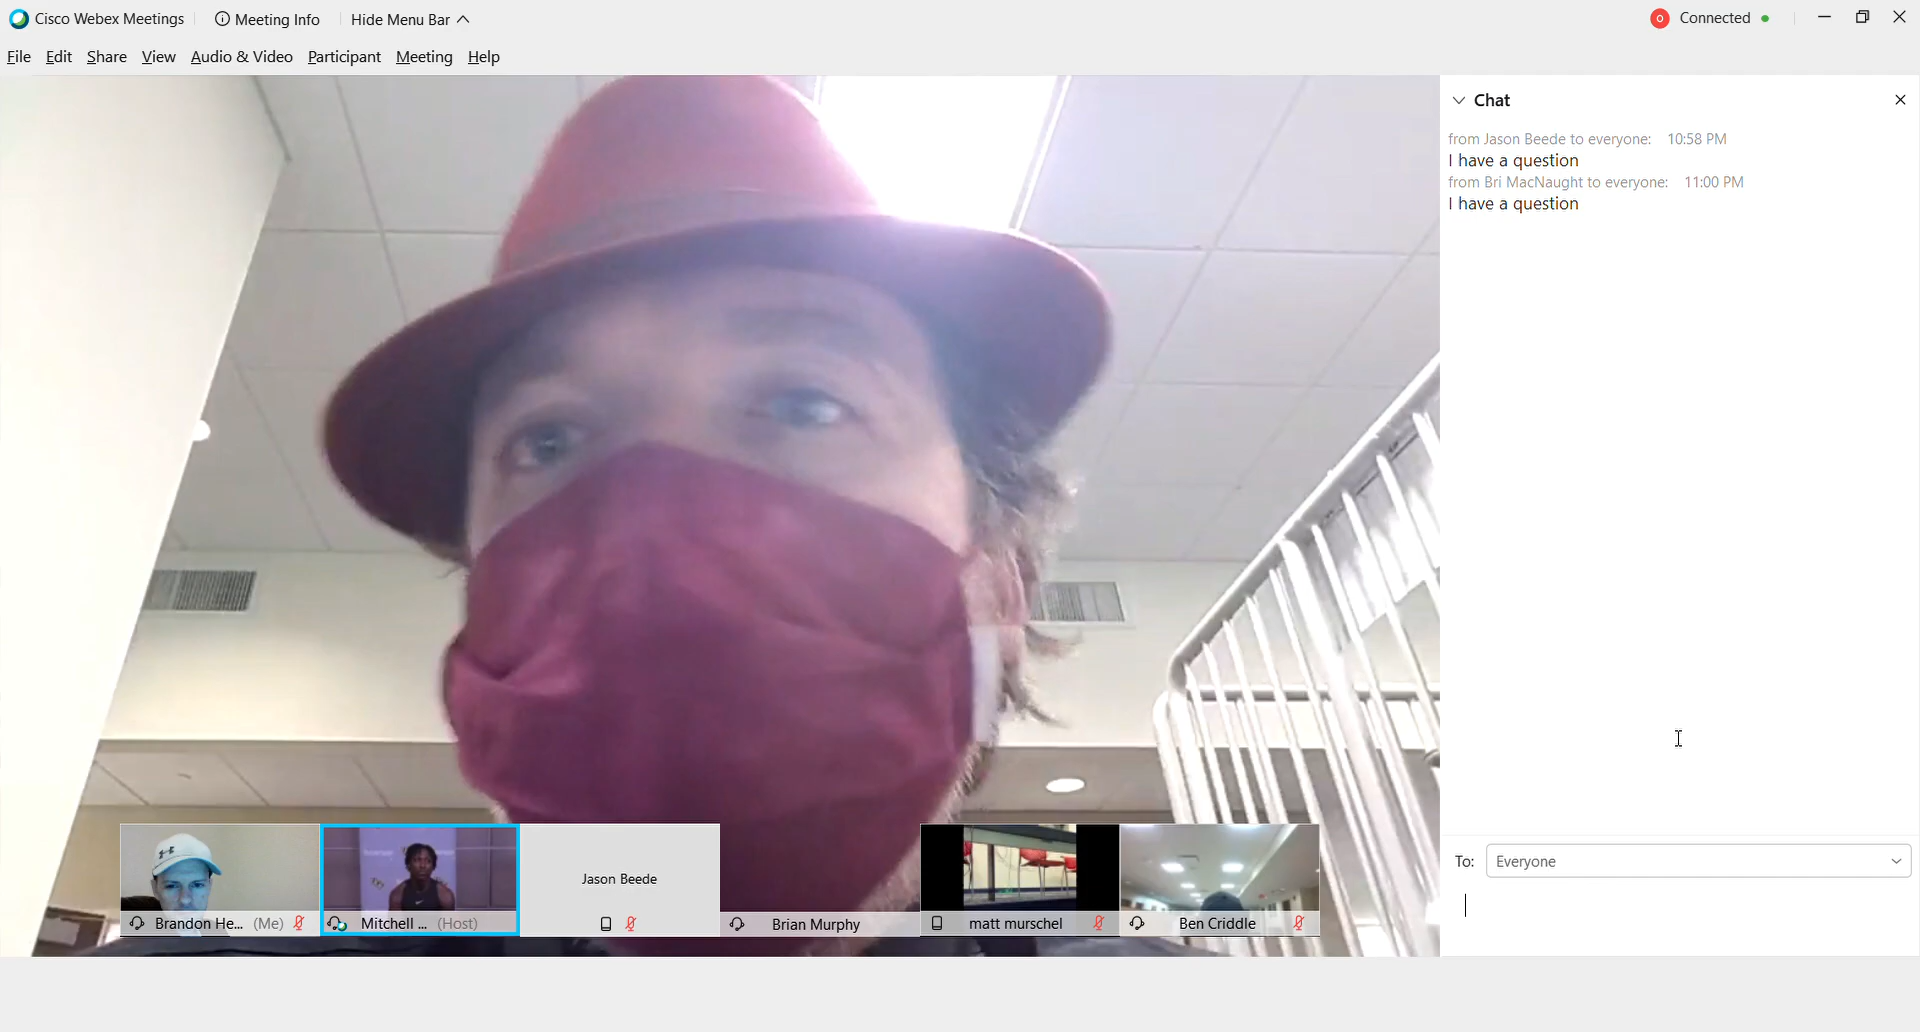 Cisco Webex Meetings Meeting Info Hide Menu Bar Connected
File Edit Share View Audio & Video Participant Meeting Help
Chat
from Jason Beede to everyone: 10:58 PM
I have a question
from Bri MacNaught to everyone: 11:00 PM
I have a question
To: Everyone
Jason Beede
Brandon He... (Me)
Mitchell ... (Host)
Brian Murphy
matt murschel
Ben Criddle